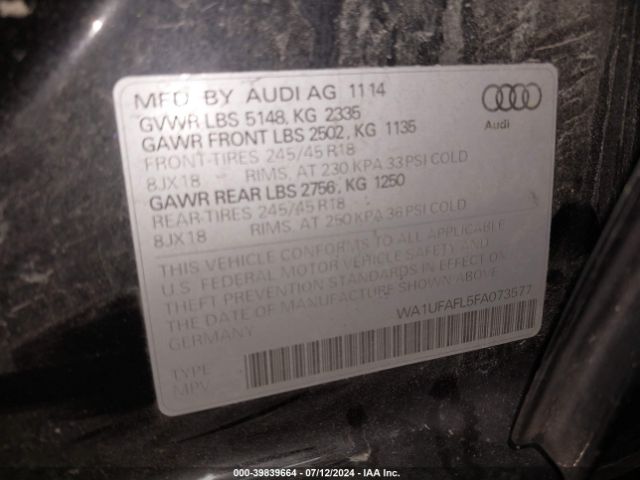 MFD BY AUDI AG 11 14
GVWR LBS 5148, KG 2335
GAWR FRONT LBS 2502, KG 1135
FRONT-TIRES 245/45 R18
8JX18 RIMS, AT 230 KPA 33 PSI COLD
GAWR REAR LBS 2756, KG 1250
REAR-TIRES 245/45 R18
8JX18 RIMS, AT 250 KPA 36 PSI COLD
THIS VEHICLE CONFORMS TO ALL APPLICABLE
U.S. FEDERAL MOTOR VEHICLE SAFETY AND
THEFT PREVENTION STANDARDS IN EFFECT ON
THE DATE OF MANUFACTURE SHOWN ABOVE.
GERMANY WA1UFAFL5FA073577
TYPE
MPV
Audi
000-39839664 - 07/12/2024 - IAA Inc.